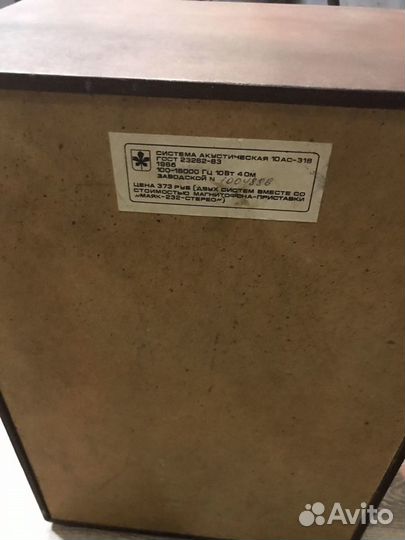 СИСТЕМА АКУСТИЧЕСКАЯ 10АС-318
ГОСТ 23262-83
1986
100-18000 Гц 10Вт 4Ом
ЗАВОДСКОЙ N 1004886
ЦЕНА 373 РУБ (ДВУХ СИСТЕМ ВМЕСТЕ СО
СТОИМОСТЬЮ МАГНИТОФОНА-ПРИСТАВКИ
"МАЯК-232-СТЕРЕО")
Avito